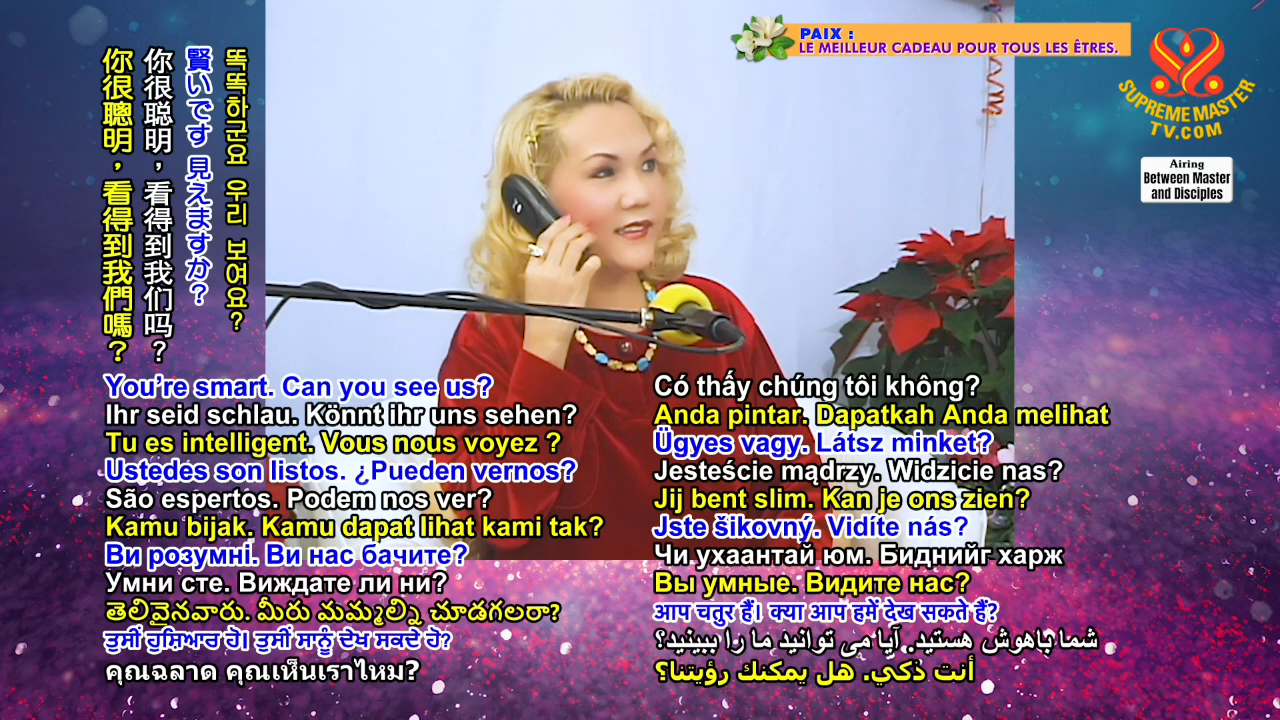 PAIX :
LE MEILLEUR CADEAU POUR TOUS LES ÊTRES.
SUPREME MASTER
TV.COM
Airing
Between Master
and Disciples
你很聰明，看得到我們嗎？
你很聪明，看得到我们吗？
賢いです 見えますか？
똑똑하군요 우리 보여요?
You're smart. Can you see us?
Ihr seid schlau. Könnt ihr uns sehen?
Tu es intelligent. Vous nous voyez ?
Ustedes son listos. ¿Pueden vernos?
São espertos. Podem nos ver?
Kamu bijak. Kamu dapat lihat kami tak?
Ви розумні. Ви нас бачите?
Умни сте. Виждате ли ни?
తెలివైనవారు. మీరు మమ్మల్ని చూడగలరా?
ਤੁਸੀਂ ਹੁਸ਼ਿਆਰ ਹੋ। ਤੁਸੀਂ ਸਾਨੂੰ ਦੇਖ ਸਕਦੇ ਹੋ?
คุณฉลาด คุณเห็นเราไหม?
Có thấy chúng tôi không?
Anda pintar. Dapatkah Anda melihat
Ügyes vagy. Látsz minket?
Jesteście mądrzy. Widzicie nas?
Jij bent slim. Kan je ons zien?
Jste šikovný. Vidíte nás?
Чи ухаантай юм. Биднийг харж
Вы умные. Видите нас?
आप चतुर हैं। क्या आप हमें देख सकते हैं?
شما باهوش هستید. آیا می توانید ما را ببینید؟
أنت ذكي. هل يمكنك رؤيتنا؟